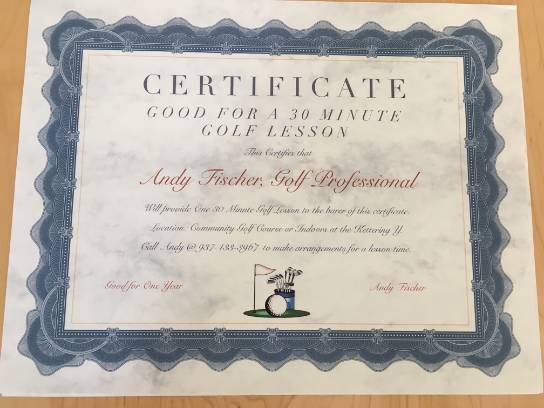 CERTIFICATE
GOOD FOR A 30 MINUTE
GOLF LESSON
This Certifies that
Andy Fischer, Golf Professional
Will provide One 30 Minute Golf Lesson to the barer of this certificate.
Location: Community Golf Course or Indoors at the Kettering Y.
Call Andy @ 937-433-3967 to make arrangements for a lesson time.
Good for One Year
Andy Fischer